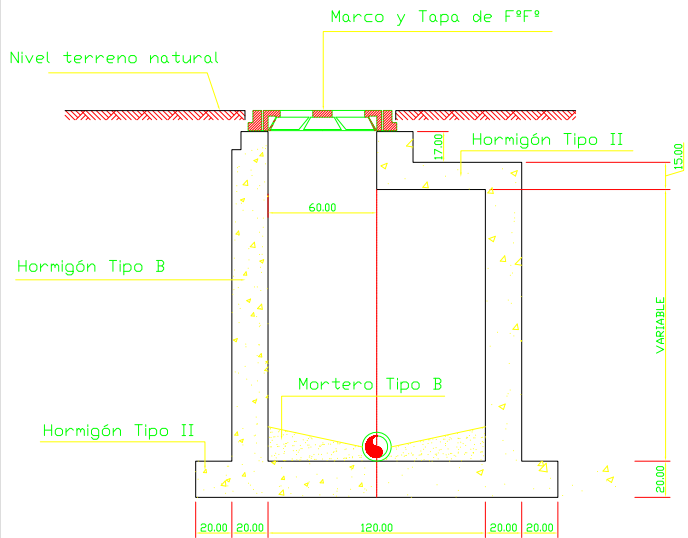 Marco y Tapa de FºFº
Nivel terreno natural
Hormigón Tipo II
17.00
15.00
60.00
Hormigón Tipo B
VARIABLE
Mortero Tipo B
Hormigón Tipo II
20.00
20.00 20.00 120.00 20.00 20.00